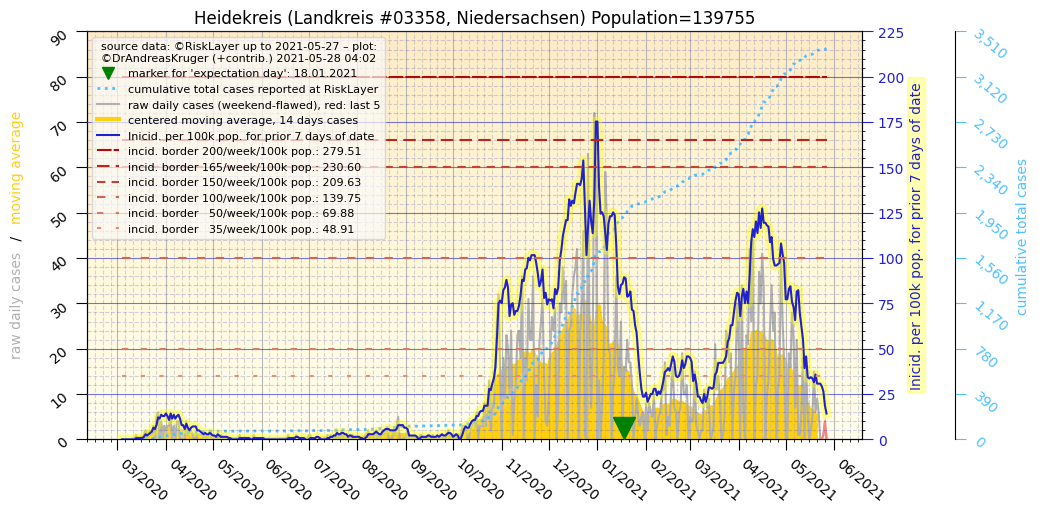 Heidekreis (Landkreis #03358, Niedersachsen) Population=139755
source data: ©RiskLayer up to 2021-05-27 – plot:
©DrAndreasKruger (+contrib.) 2021-05-28 04:02
marker for 'expectation day': 18.01.2021
cumulative total cases reported at RiskLayer
raw daily cases (weekend-flawed), red: last 5
centered moving average, 14 days cases
Inicid. per 100k pop. for prior 7 days of date
incid. border 200/week/100k pop.: 279.51
incid. border 165/week/100k pop.: 230.60
incid. border 150/week/100k pop.: 209.63
incid. border 100/week/100k pop.: 139.75
incid. border   50/week/100k pop.: 69.88
incid. border   35/week/100k pop.: 48.91
raw daily cases / moving average
90
80
70
60
50
40
30
20
10
0
03/2020
04/2020
05/2020
06/2020
07/2020
08/2020
09/2020
10/2020
11/2020
12/2020
01/2021
02/2021
03/2021
04/2021
05/2021
06/2021
225
200
175
150
125
100
75
50
25
0
Inicid. per 100k pop. for prior 7 days of date
3,510
3,120
2,730
2,340
1,950
1,560
1,170
780
390
0
cumulative total cases